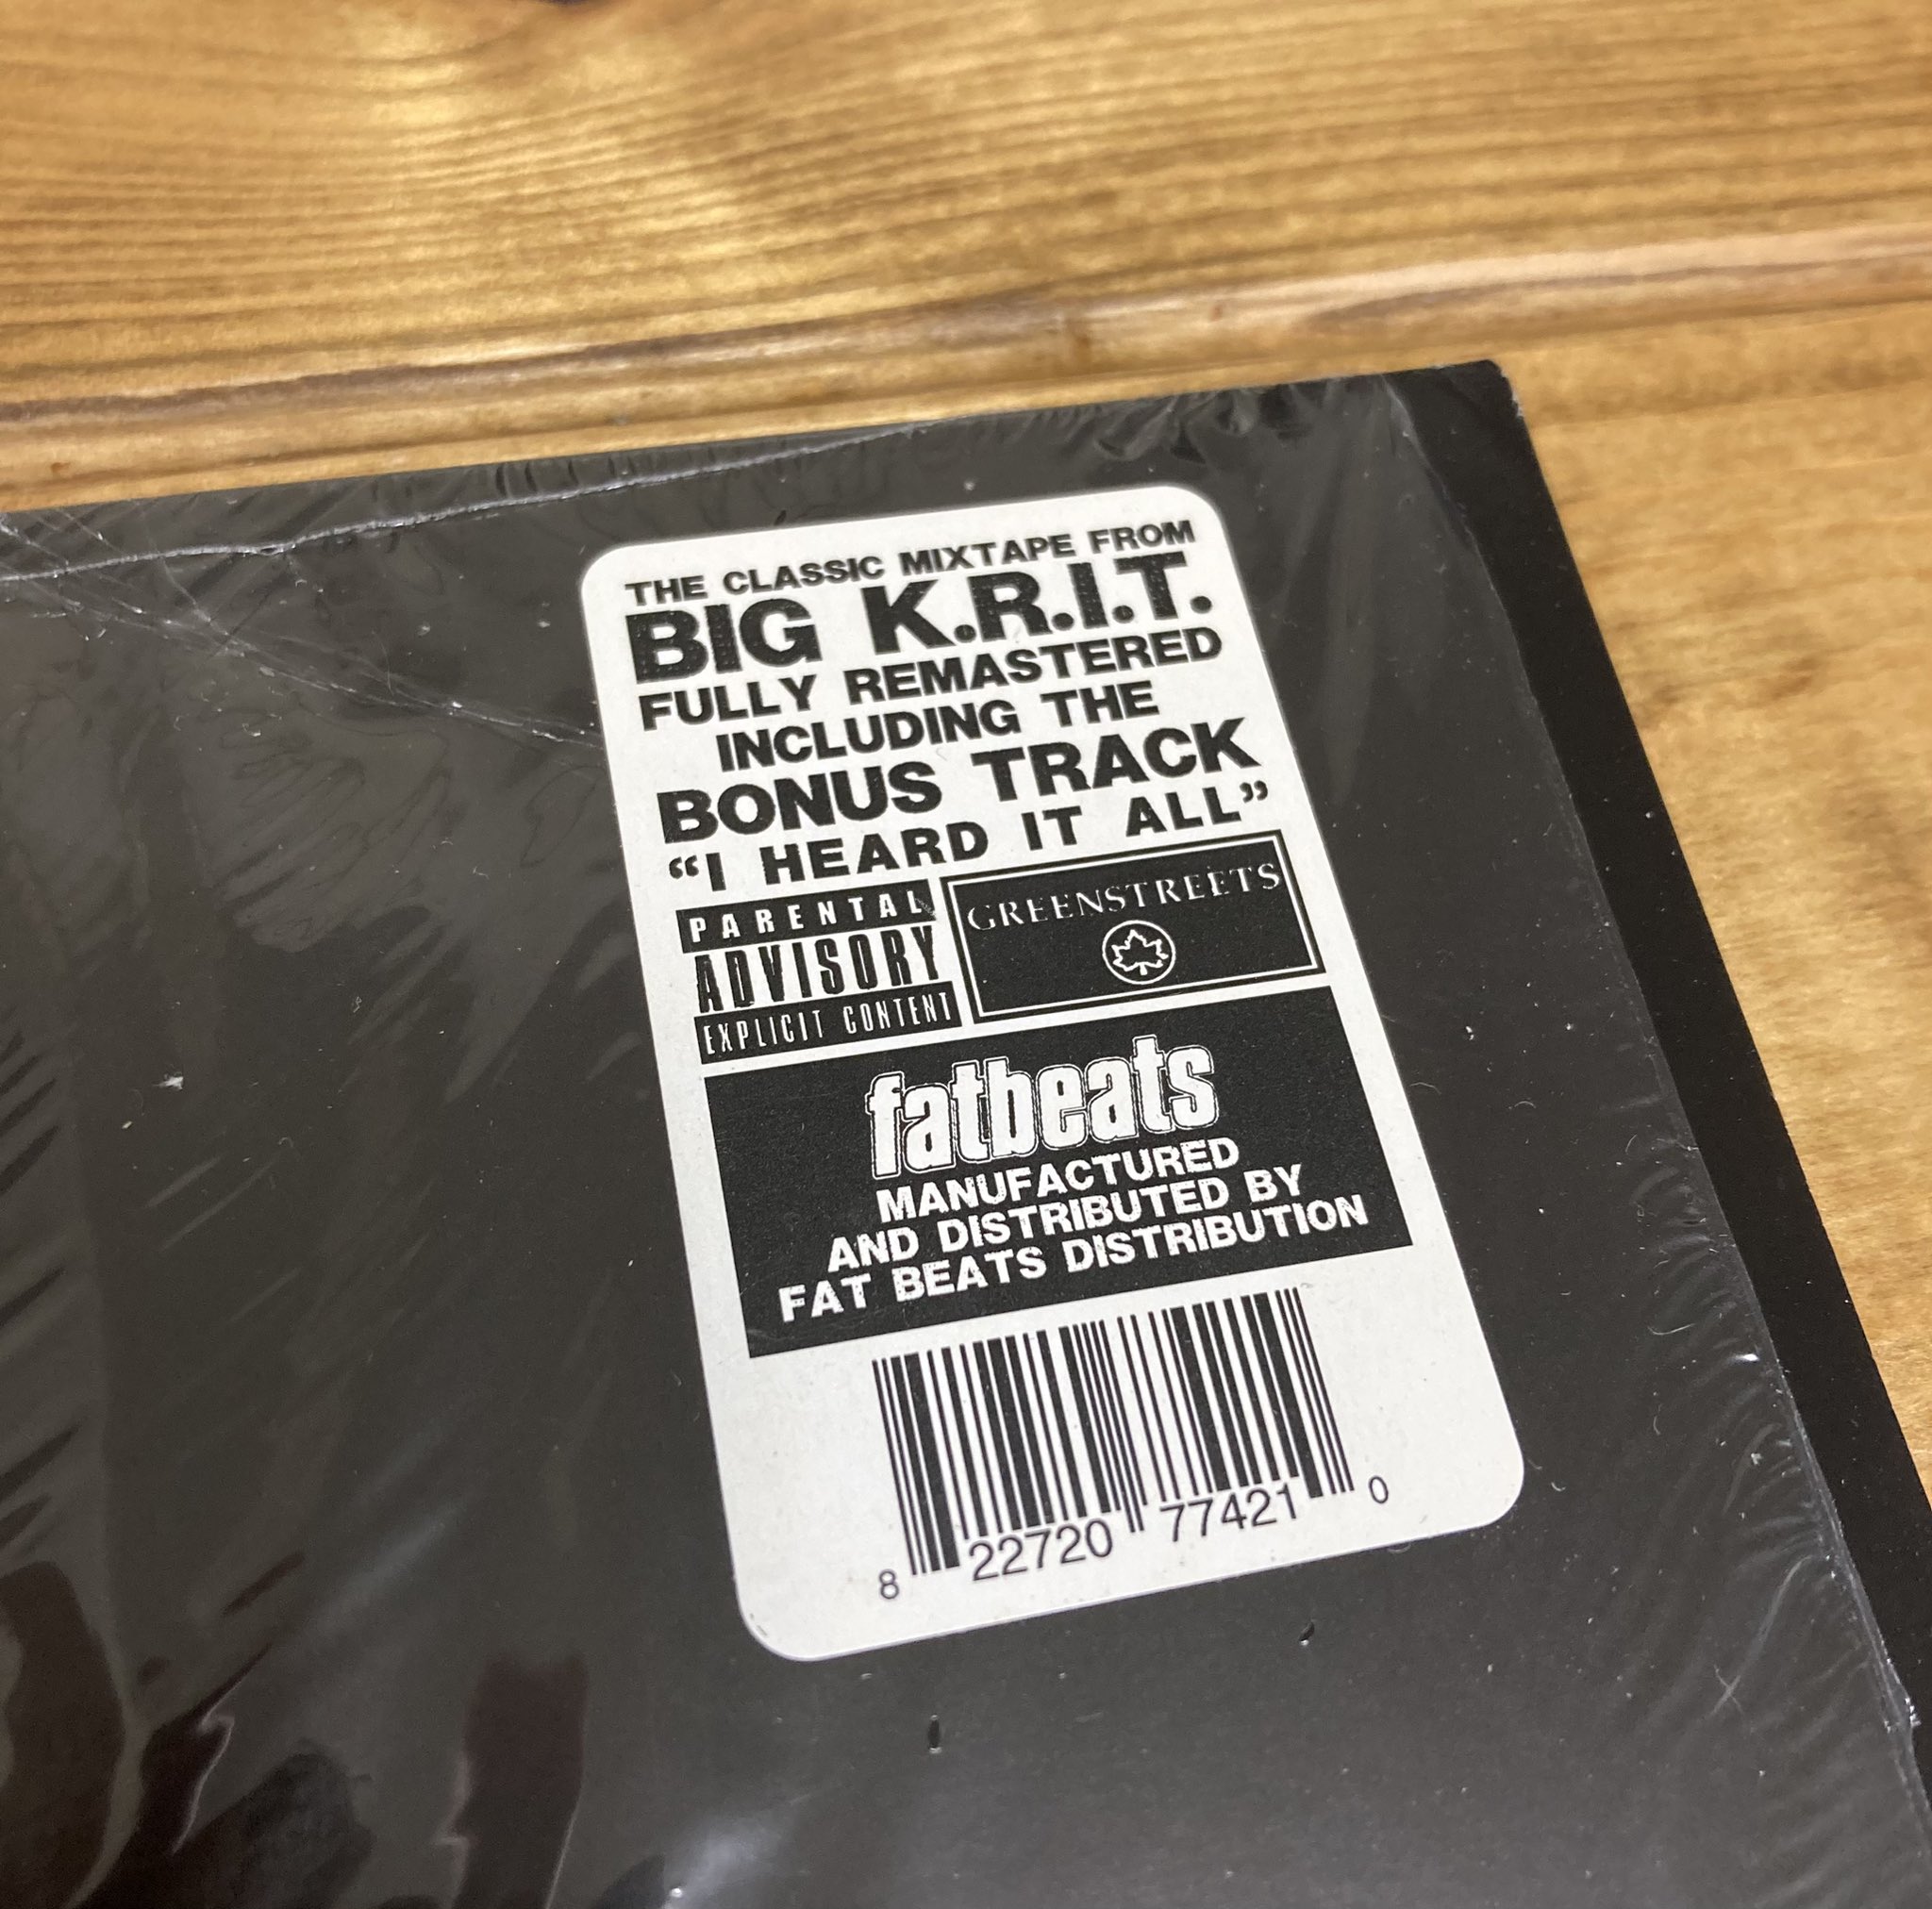 THE CLASSIC MIXTAPE FROM
BIG K.R.I.T.
FULLY REMASTERED
INCLUDING THE
BONUS TRACK
“I HEARD IT ALL”
PARENTAL
ADVISORY
EXPLICIT CONTENT
GREENSTREETS
fatbeats
MANUFACTURED
AND DISTRIBUTED BY
FAT BEATS DISTRIBUTION
8 22720 77421 0